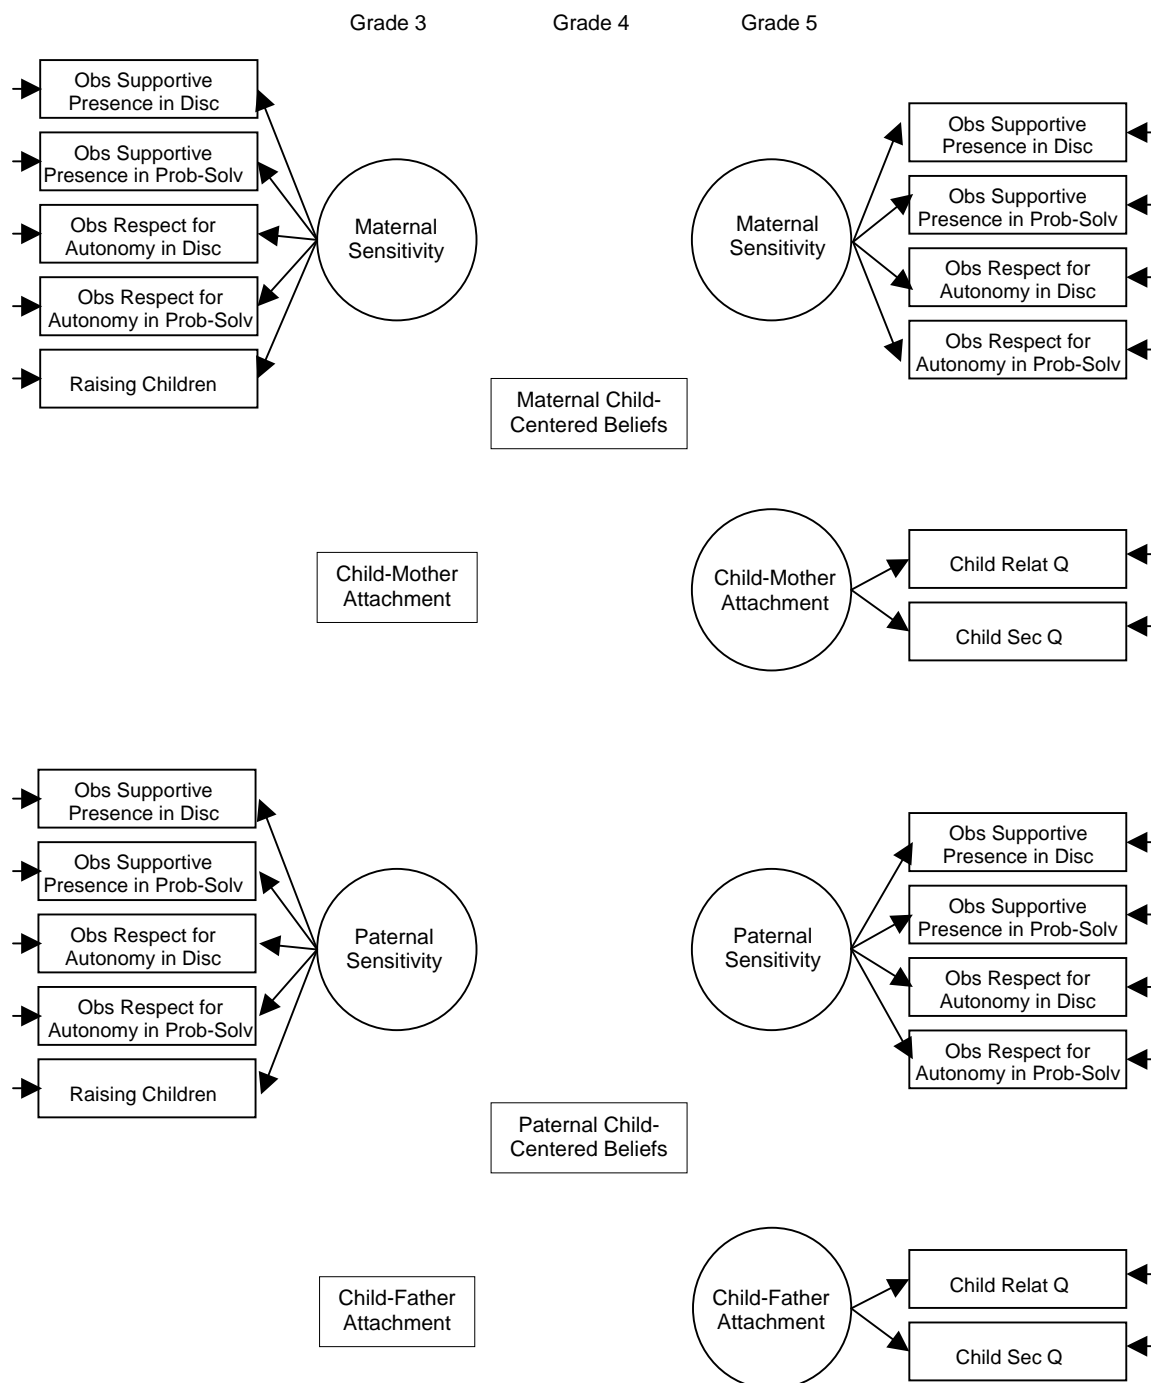 Grade 3
Grade 4
Grade 5
Obs Supportive
Presence in Disc
Obs Supportive
Presence in Prob-Solv
Obs Respect for
Autonomy in Disc
Obs Respect for
Autonomy in Prob-Solv
Raising Children
Maternal
Sensitivity
Maternal
Sensitivity
Obs Supportive
Presence in Disc
Obs Supportive
Presence in Prob-Solv
Obs Respect for
Autonomy in Disc
Obs Respect for
Autonomy in Prob-Solv
Maternal Child-
Centered Beliefs
Child-Mother
Attachment
Child-Mother
Attachment
Child Relat Q
Child Sec Q
Obs Supportive
Presence in Disc
Obs Supportive
Presence in Prob-Solv
Obs Respect for
Autonomy in Disc
Obs Respect for
Autonomy in Prob-Solv
Raising Children
Paternal
Sensitivity
Paternal
Sensitivity
Obs Supportive
Presence in Disc
Obs Supportive
Presence in Prob-Solv
Obs Respect for
Autonomy in Disc
Obs Respect for
Autonomy in Prob-Solv
Paternal Child-
Centered Beliefs
Child-Father
Attachment
Child-Father
Attachment
Child Relat Q
Child Sec Q